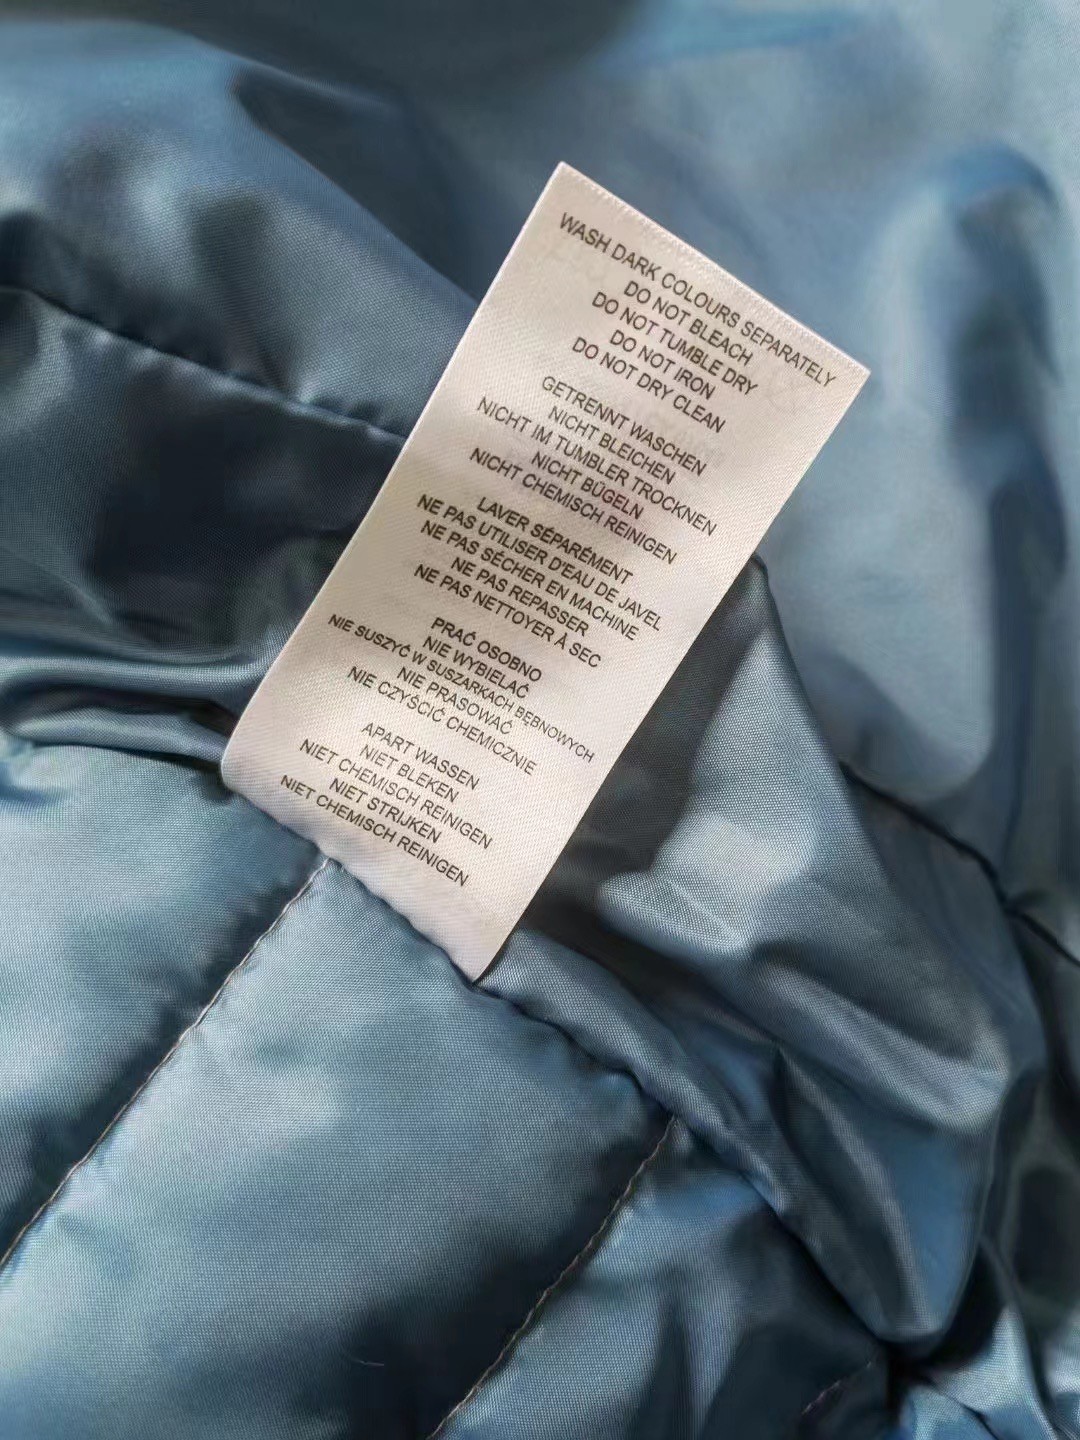 WASH DARK COLOURS SEPARATELY
DO NOT BLEACH
DO NOT TUMBLE DRY
DO NOT IRON
DO NOT DRY CLEAN
GETRENNT WASCHEN
NICHT BLEICHEN
NICHT IM TUMBLER TROCKNEN
NICHT BÜGELN
NICHT CHEMISCH REINIGEN
LAVER SÉPARÉMENT
NE PAS UTILISER D'EAU DE JAVEL
NE PAS SÉCHER EN MACHINE
NE PAS REPASSER
NE PAS NETTOYER À SEC
PRAĆ OSOBNO
NIE WYBIELAĆ
NIE SUSZYĆ W SUSZARKACH BĘBNOWYCH
NIE PRASOWAĆ
NIE CZYŚCIĆ CHEMICZNIE
APART WASSEN
NIET BLEKEN
NIET CHEMISCH REINIGEN
NIET STRIJKEN
NIET CHEMISCH REINIGEN